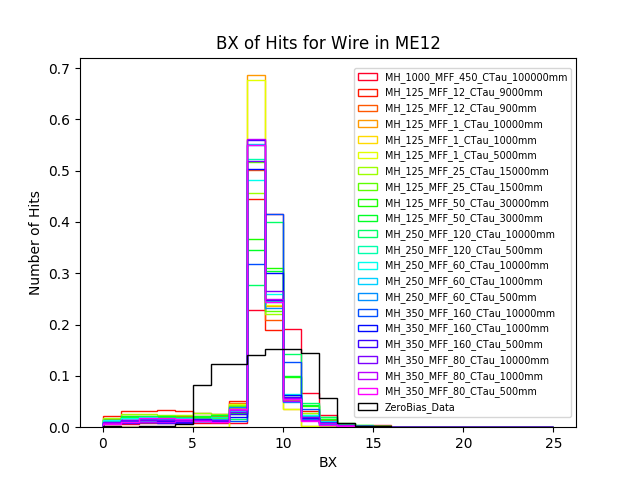 BX of Hits for Wire in ME12
Number of Hits
0.7
0.6
0.5
0.4
0.3
0.2
0.1
0.0
0
5
10
15
20
25
BX
MH_1000_MFF_450_CTau_100000mm
MH_125_MFF_12_CTau_9000mm
MH_125_MFF_12_CTau_900mm
MH_125_MFF_1_CTau_10000mm
MH_125_MFF_1_CTau_1000mm
MH_125_MFF_1_CTau_5000mm
MH_125_MFF_25_CTau_15000mm
MH_125_MFF_25_CTau_1500mm
MH_125_MFF_50_CTau_30000mm
MH_125_MFF_50_CTau_3000mm
MH_250_MFF_120_CTau_10000mm
MH_250_MFF_120_CTau_500mm
MH_250_MFF_60_CTau_10000mm
MH_250_MFF_60_CTau_1000mm
MH_250_MFF_60_CTau_500mm
MH_350_MFF_160_CTau_10000mm
MH_350_MFF_160_CTau_1000mm
MH_350_MFF_160_CTau_500mm
MH_350_MFF_80_CTau_10000mm
MH_350_MFF_80_CTau_1000mm
MH_350_MFF_80_CTau_500mm
ZeroBias_Data